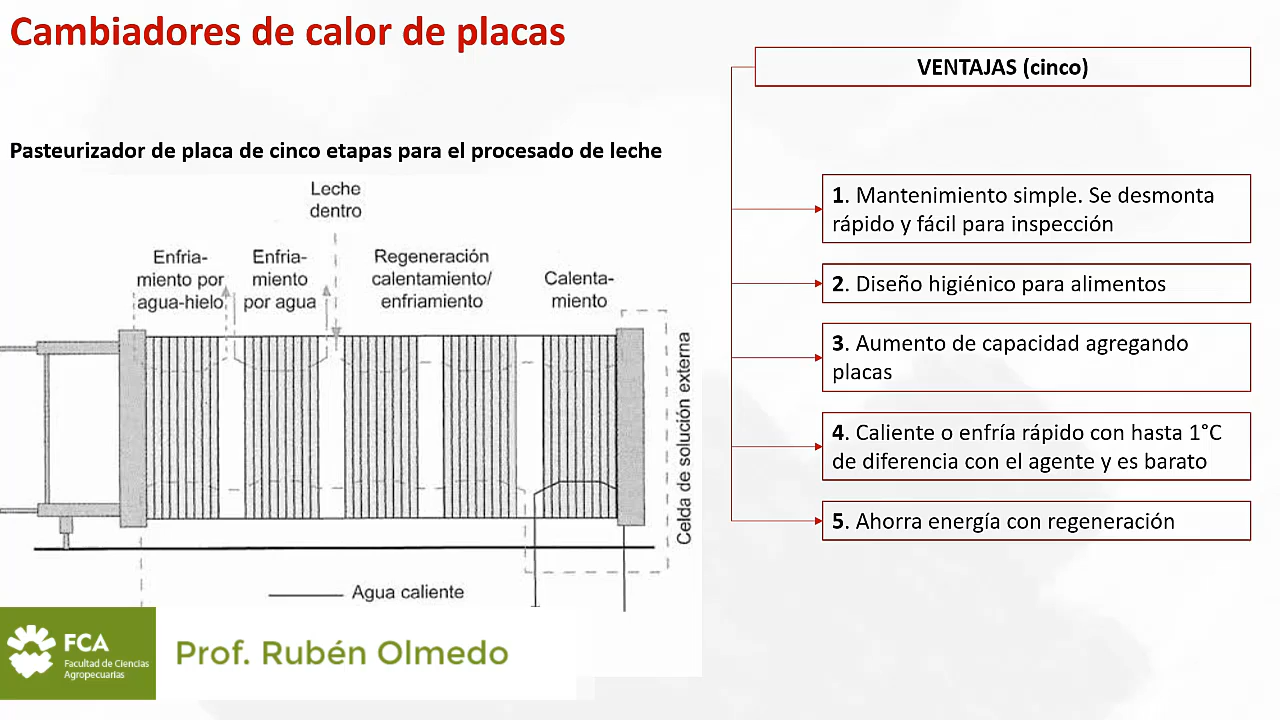 Cambiadores de calor de placas
VENTAJAS (cinco)
Pasteurizador de placa de cinco etapas para el procesado de leche
Leche
dentro
Enfria-
miento por
agua-hielo
Enfria-
miento
por agua
Regeneración
calentamiento/
enfriamiento
Calenta-
miento
Celda de solución externa
Agua caliente
1. Mantenimiento simple. Se desmonta
rápido y fácil para inspección
2. Diseño higiénico para alimentos
3. Aumento de capacidad agregando
placas
4. Caliente o enfría rápido con hasta 1°C
de diferencia con el agente y es barato
5. Ahorra energía con regeneración
FCA
Facultad de Ciencias
Agropecuarias
Prof. Rubén Olmedo